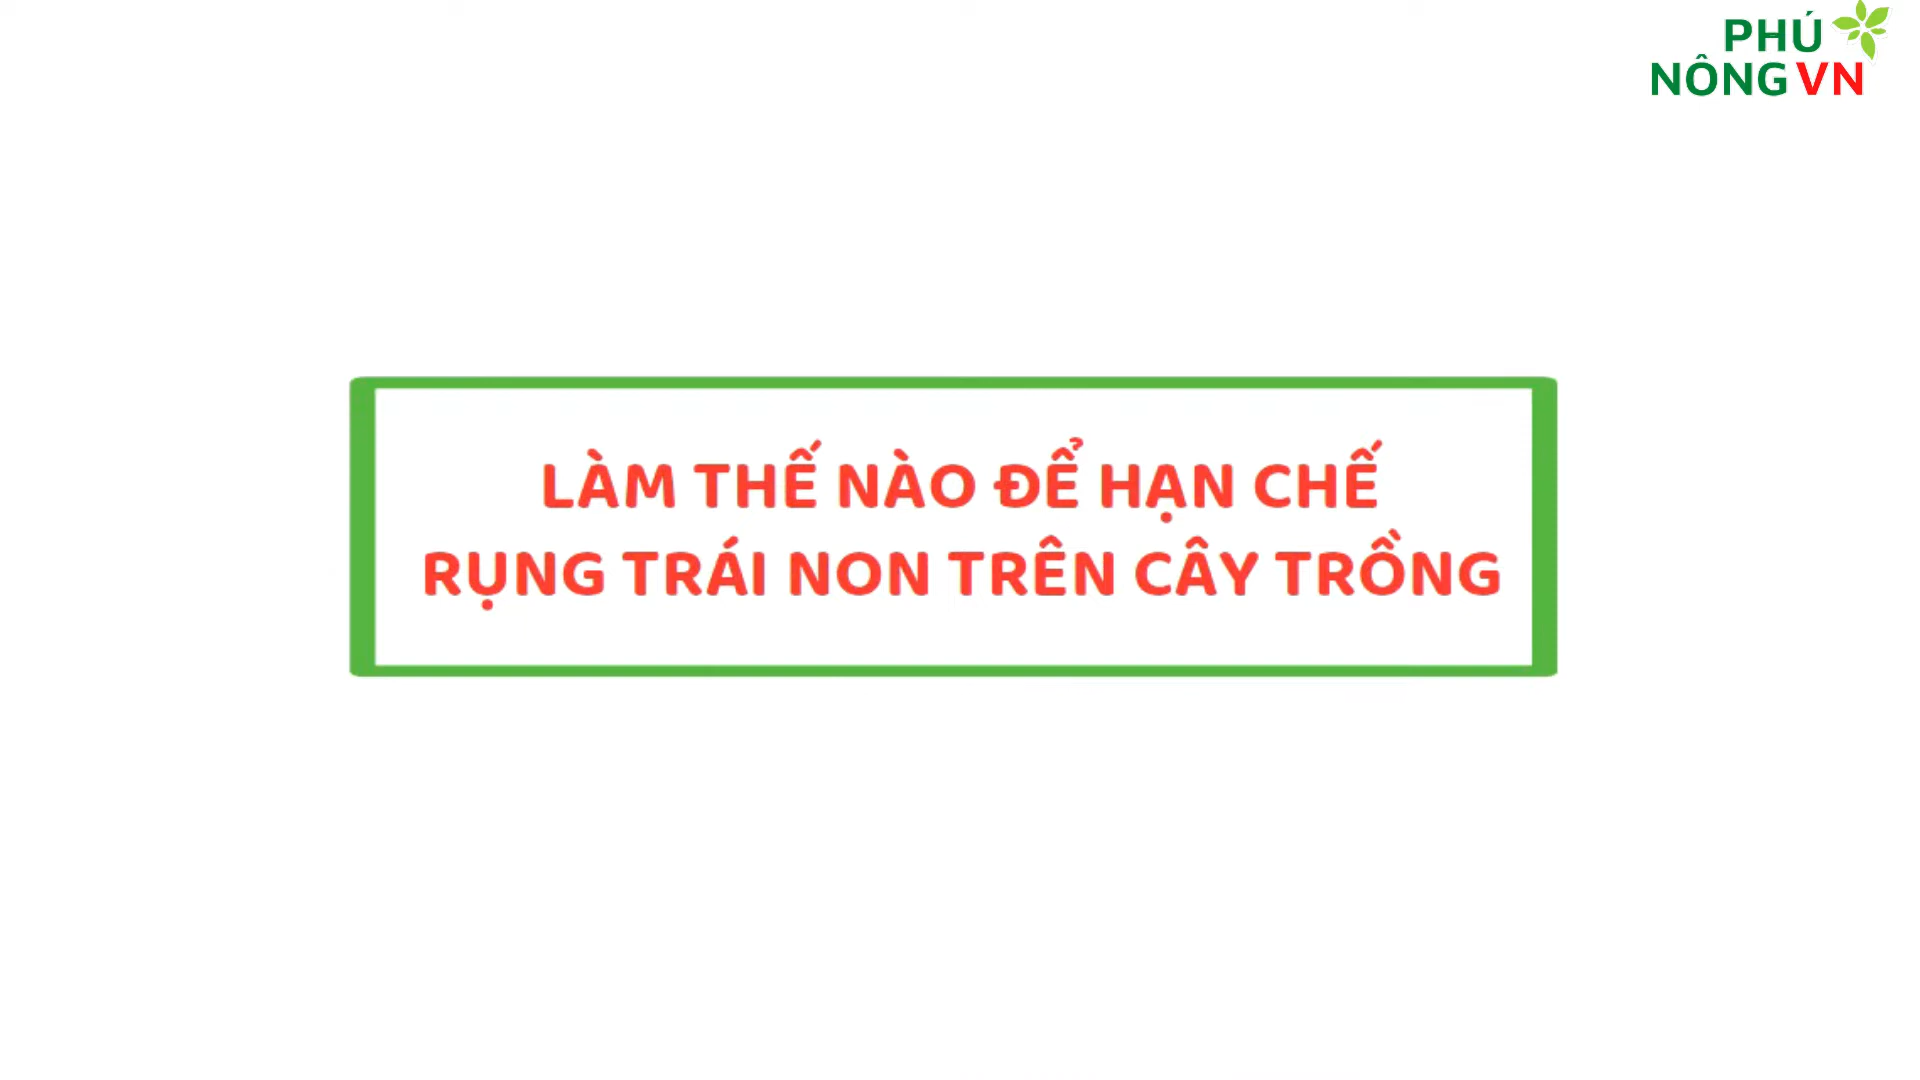 PHÚ
NÔNG VN
LÀM THẾ NÀO ĐỂ HẠN CHẾ
RỤNG TRÁI NON TRÊN CÂY TRỒNG